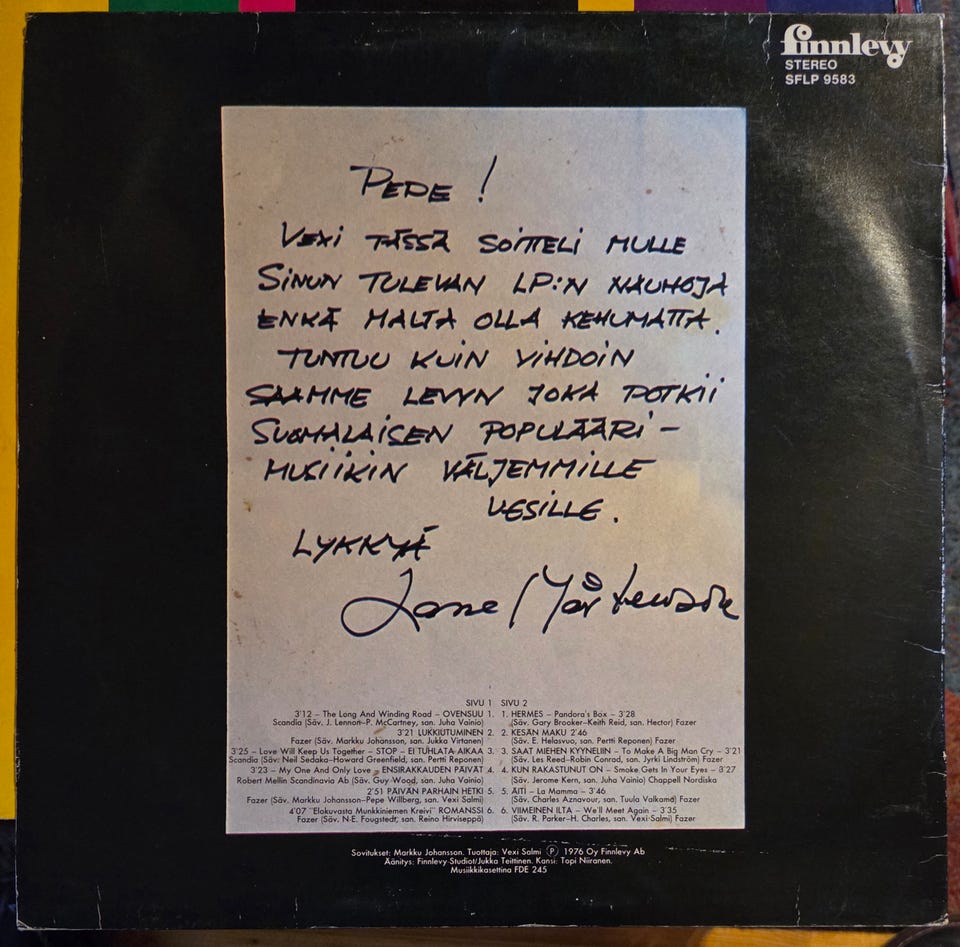 Finnlevy
STEREO
SFLP 9583
PEPE!
VEXI TÄSSÄ SOITTELI MULLE
SINUN TULEVAN LP:N NAUHOJA
ENKÄ MALTA OLLA KEHUMATTA.
TUNTUU KUIN VIHDOIN
SAAMME LEVYN JOKA POTKII
SUOMALAISEN POPULÄÄRI-
MUSIIKIN VÄLJEMMILLE
VESILLE.
LYKKYÄ
Lasse Mårtenson
SIVU 1
3'12 – The Long And Winding Road – OVENSUU 1.
Scandia (Säv. J. Lennon–P. McCartney, san. Juha Vainio)
3'21 LUKKIUTUMINEN 2.
Fazer (Säv. Markku Johansson, san. Jukka Virtanen)
3'25 – Love Will Keep Us Together – STOP – EI TUHLATA AIKAA 3.
Scandia (Säv: Neil Sedaka–Howard Greenfield, san. Pertti Reponen)
3'23 – My One And Only Love – ENSIRAKKAUDEN PÄIVÄT 4.
Robert Mellin Scandinavia Ab (Säv. Guy Wood, san. Juha Vainio)
2'51 PÄIVÄN PARHAIN HETKI 5.
Fazer (Säv. Markku Johansson–Pepe Willberg, san. Vexi Salmi)
4'07 "Elokuvasta Munkkiniemen Kreivi" ROMANSSI 6.
Fazer (Säv. N-E. Fougstedt, san. Reino Hirviseppä)
SIVU 2
1. HERMES – Pandora's Box – 3'28
(Säv. Gary Brooker–Keith Reid, san. Hector) Fazer
2. KESÄN MAKU 2'46
(Säv. E. Helasvuo, san. Pertti Reponen) Fazer
3. SAAT MIEHEN KYYNELIIN – To Make A Big Man Cry – 3'21
(Säv. Les Reed–Robin Conrad, san. Jyrki Lindström) Fazer
4. KUN RAKASTUNUT ON – Smoke Gets In Your Eyes – 3'27
(Säv. Jerome Kern, san. Juha Vainio) Chappell Nordiska
5. ÄITI – La Mamma – 3'46
(Säv. Charles Aznavour, san. Tuula Valkama) Fazer
6. VIIMEINEN ILTA – We'll Meet Again – 3'35
(Säv. R. Parker–H. Charles, san. Vexi Salmi) Fazer
Sovitukset: Markku Johansson. Tuottaja: Vexi Salmi Ⓟ 1976 Oy Finnlevy Ab
Äänitys: Finnlevy-Studiot/Jukka Teittinen. Kansi: Topi Niiranen.
Musiikkikasettina FDE 245